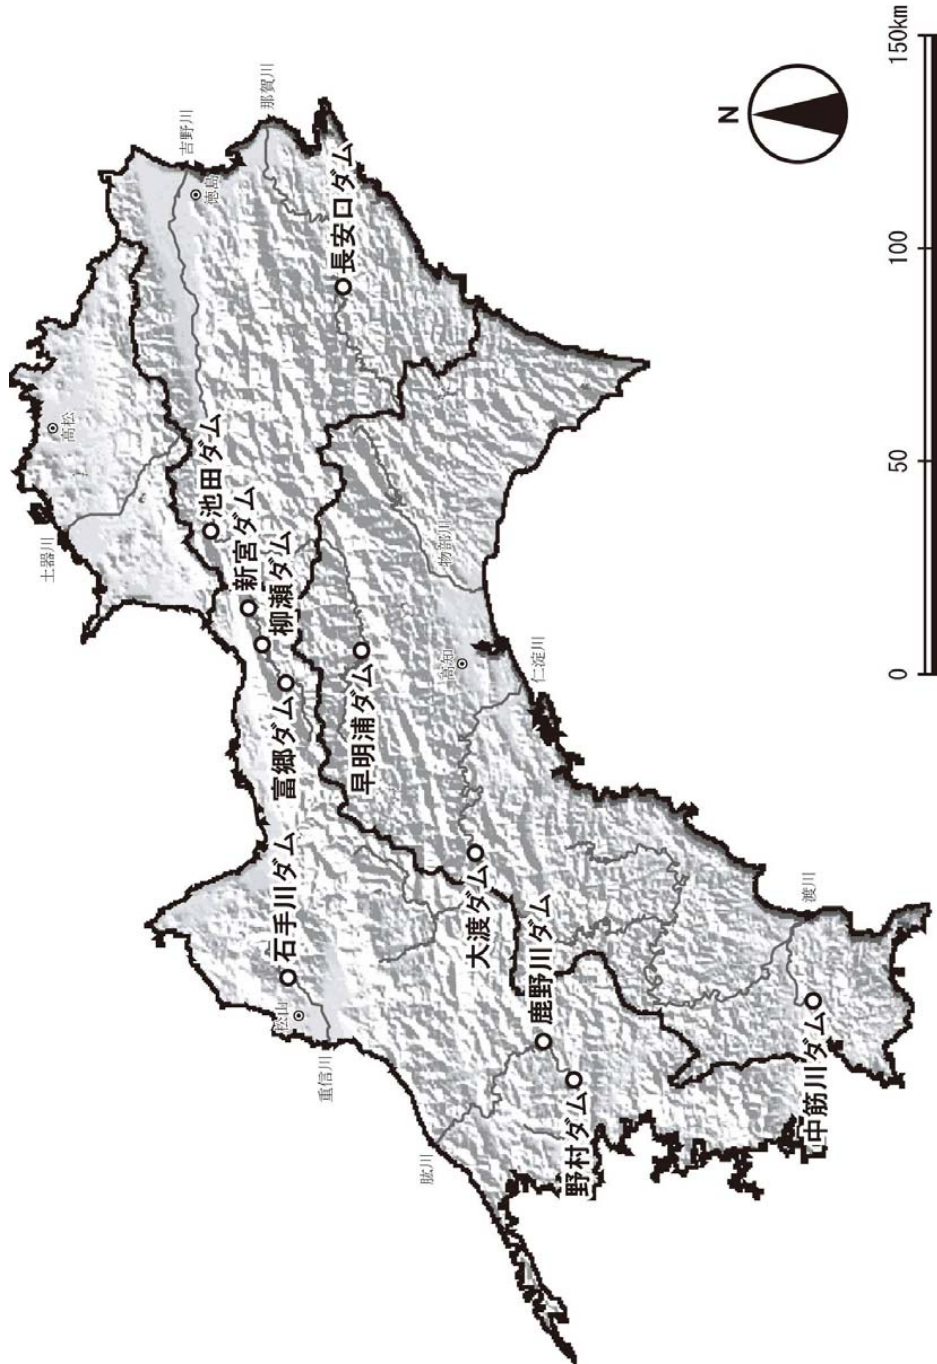 土器川
高松
吉野川
徳島
那賀川
池田ダム
新宮ダム
柳瀬ダム
富郷ダム
長安口ダム
早明浦ダム
石手川ダム
松山
重信川
物部川
高知
仁淀川
大渡ダム
肱川
鹿野川ダム
野村ダム
渡川
中筋川ダム
N
0
50
100
150km